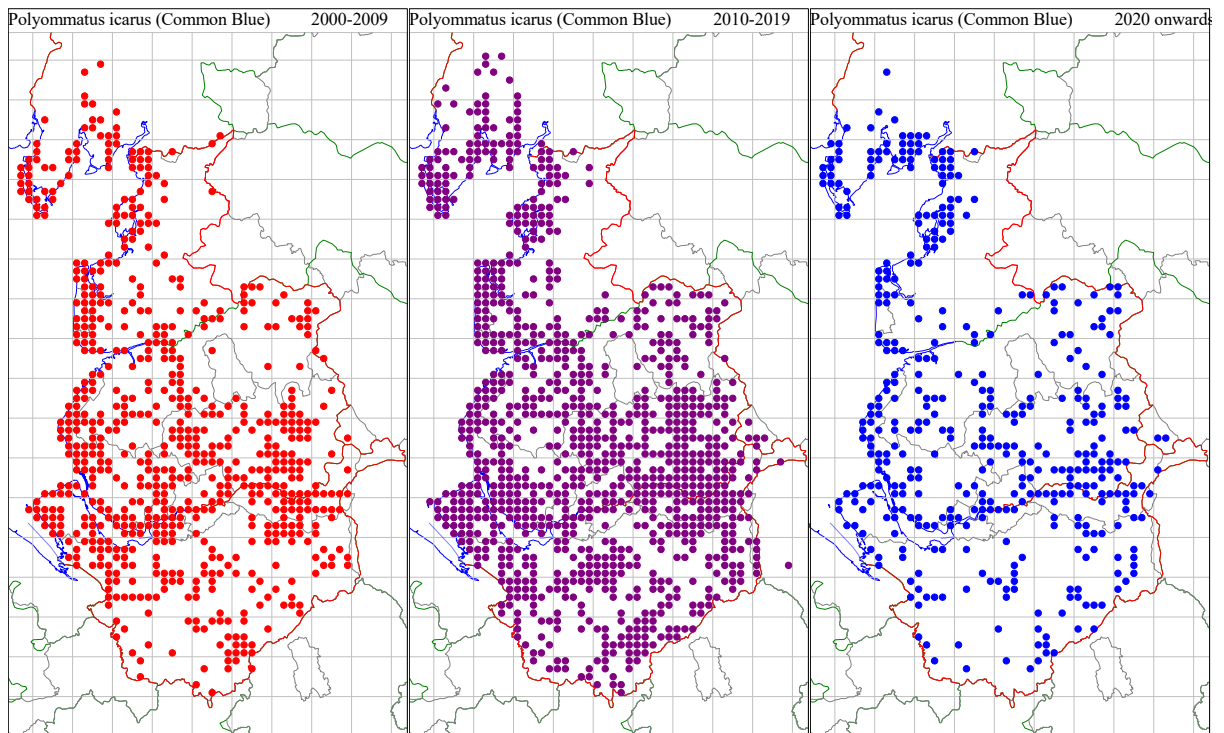 Polyommatus icarus (Common Blue) 2000-2009
Polyommatus icarus (Common Blue) 2010-2019
Polyommatus icarus (Common Blue) 2020 onwards